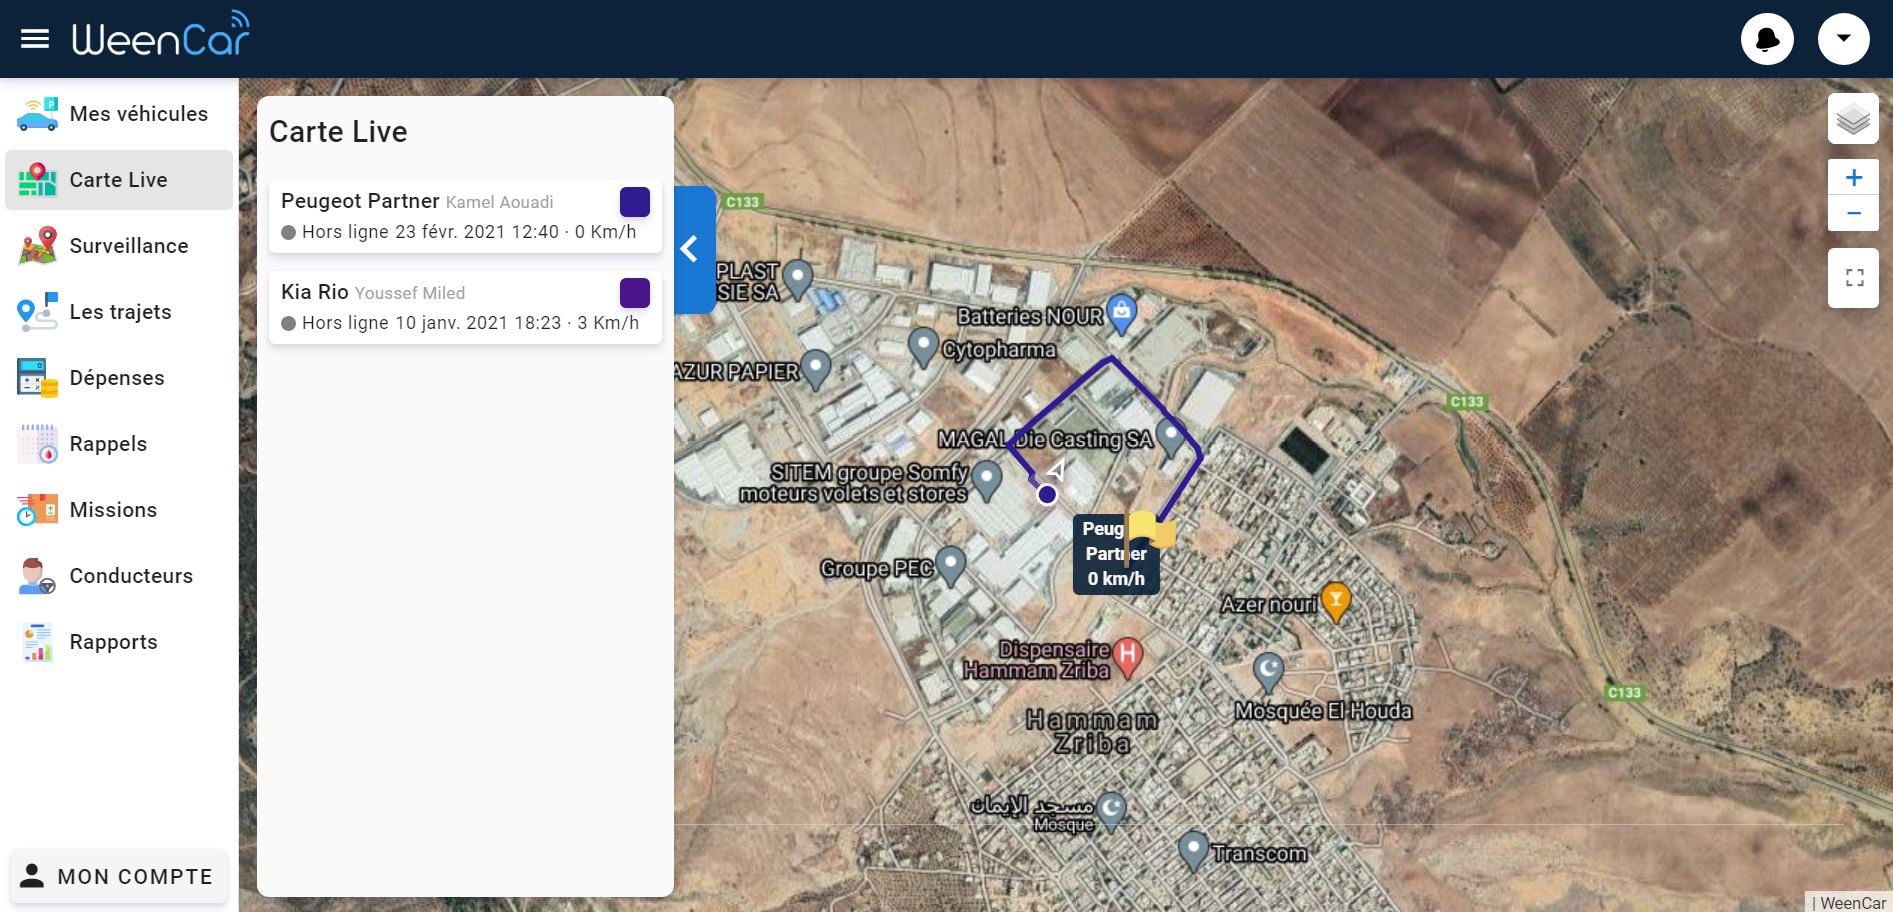 WeenCar
Mes véhicules
Carte Live
Surveillance
Les trajets
Dépenses
Rappels
Missions
Conducteurs
Rapports
MON COMPTE
Carte Live
Peugeot Partner Kamel Aouadi
Hors ligne 23 févr. 2021 12:40 · 0 Km/h
Kia Rio Youssef Miled
Hors ligne 10 janv. 2021 18:23 · 3 Km/h
C133
PLAST
SIE SA
Batteries NOUR
Cytopharma
AZUR PAPIER
C133
MAGAL Die Casting SA
SITEM groupe Somfy
moteurs volets et stores
Peug
Partner
0 km/h
Groupe PEC
Azer nouri
Dispensaire
Hammam Zriba
C133
Mosquée El Houda
Hammam
Zriba
مسجد الإيمان
Mosque
Transcom
+
−
| WeenCar